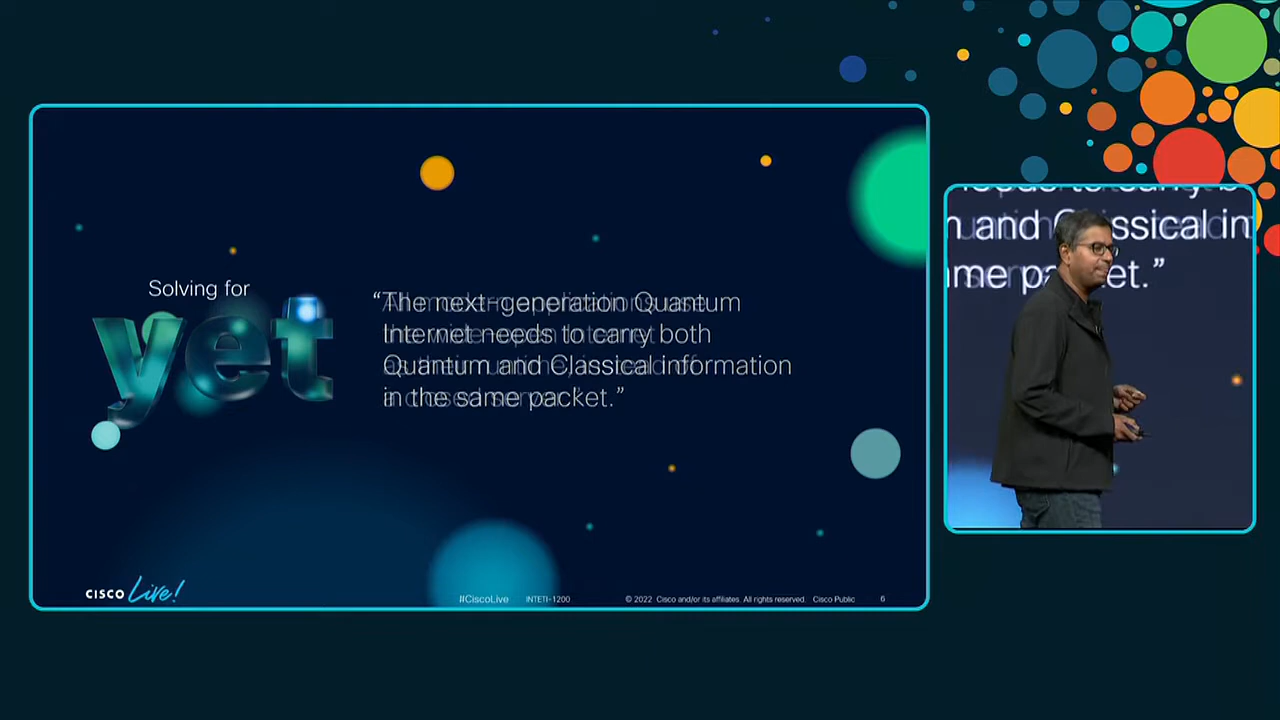 Solving for
yet
“The next-generation Quantum
Internet needs to carry both
Quantum and Classical information
in the same packet.”
CISCO Live!
#CiscoLive INTETI-1200 © 2022 Cisco and/or its affiliates. All rights reserved. Cisco Public 6
and Classical in
me packet.”